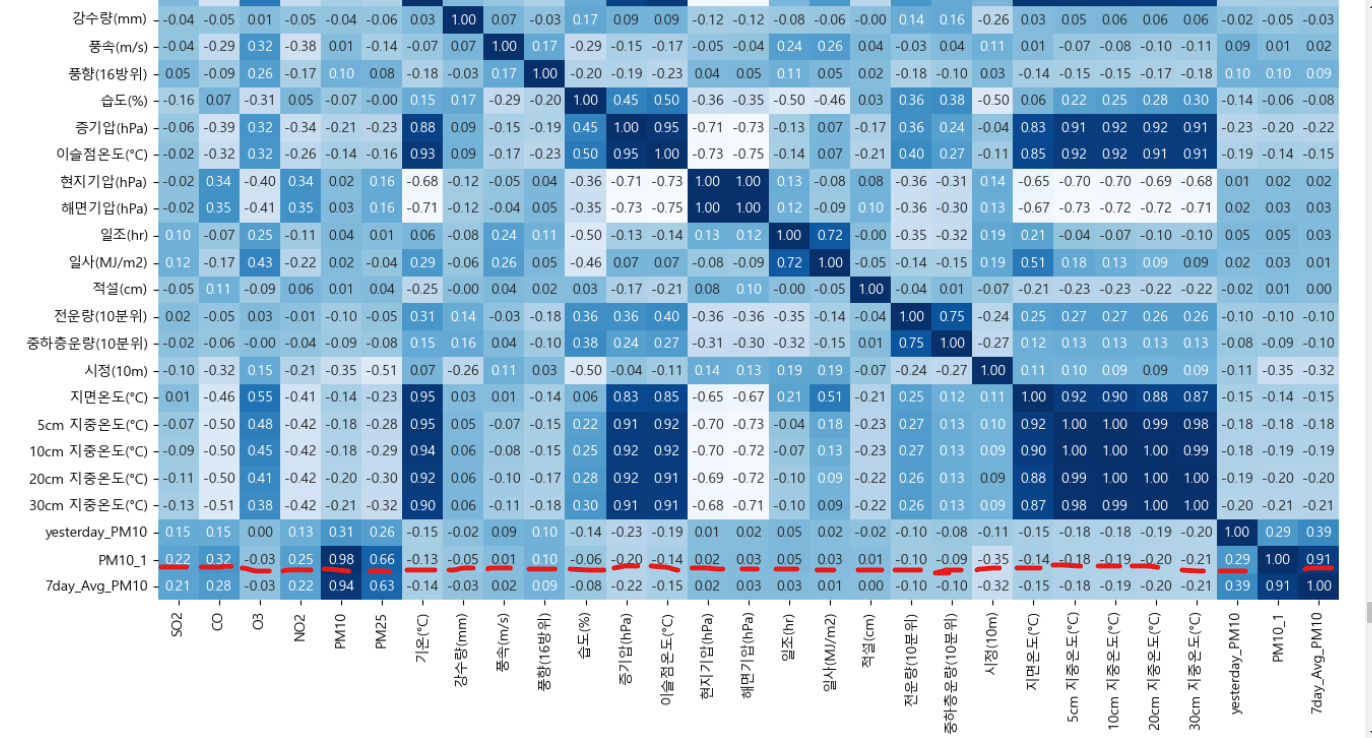 강수량(mm) -0.04 -0.05 0.01 -0.05 -0.04 -0.06 0.03 1.00 0.07 -0.03 0.17 0.09 0.09 -0.12 -0.12 -0.08 -0.06 -0.00 0.14 0.16 -0.26 0.03 0.05 0.06 0.06 0.06 -0.02 -0.05 -0.03
풍속(m/s) -0.04 -0.29 0.32 -0.38 0.01 -0.14 -0.07 0.07 1.00 0.17 -0.29 -0.15 -0.17 -0.05 -0.04 0.24 0.26 0.04 -0.03 0.04 0.11 0.01 -0.07 -0.08 -0.10 -0.11 0.09 0.01 0.02
풍향(16방위) 0.05 -0.09 0.26 -0.17 0.10 0.08 -0.18 -0.03 0.17 1.00 -0.20 -0.19 -0.23 0.04 0.05 0.11 0.05 0.02 -0.18 -0.10 0.03 -0.14 -0.15 -0.15 -0.17 -0.18 0.10 0.10 0.09
습도(%) -0.16 0.07 -0.31 0.05 -0.07 -0.00 0.15 0.17 -0.29 -0.20 1.00 0.45 0.50 -0.36 -0.35 -0.50 -0.46 0.03 0.36 0.38 -0.50 0.06 0.22 0.25 0.28 0.30 -0.14 -0.06 -0.08
증기압(hPa) -0.06 -0.39 0.32 -0.34 -0.21 -0.23 0.88 0.09 -0.15 -0.19 0.45 1.00 0.95 -0.71 -0.73 -0.13 0.07 -0.17 0.36 0.24 -0.04 0.83 0.91 0.92 0.92 0.91 -0.23 -0.20 -0.22
이슬점온도(°C) -0.02 -0.32 0.32 -0.26 -0.14 -0.16 0.93 0.09 -0.17 -0.23 0.50 0.95 1.00 -0.73 -0.75 -0.14 0.07 -0.21 0.40 0.27 -0.11 0.85 0.92 0.92 0.91 0.91 -0.19 -0.14 -0.15
현지기압(hPa) -0.02 0.34 -0.40 0.34 0.02 0.16 -0.68 -0.12 -0.05 0.04 -0.36 -0.71 -0.73 1.00 1.00 0.13 -0.08 0.08 -0.36 -0.31 0.14 -0.65 -0.70 -0.70 -0.69 -0.68 0.01 0.02 0.02
해면기압(hPa) -0.02 0.35 -0.41 0.35 0.03 0.16 -0.71 -0.12 -0.04 0.05 -0.35 -0.73 -0.75 1.00 1.00 0.12 -0.09 0.10 -0.36 -0.30 0.13 -0.67 -0.73 -0.72 -0.72 -0.71 0.02 0.03 0.03
일조(hr) 0.10 -0.07 0.25 -0.11 0.04 0.01 0.06 -0.08 0.24 0.11 -0.50 -0.13 -0.14 0.13 0.12 1.00 0.72 -0.00 -0.35 -0.32 0.19 0.21 -0.04 -0.07 -0.10 -0.10 0.05 0.05 0.03
일사(MJ/m2) 0.12 -0.17 0.43 -0.22 0.02 -0.04 0.29 -0.06 0.26 0.05 -0.46 0.07 0.07 -0.08 -0.09 0.72 1.00 -0.05 -0.14 -0.15 0.19 0.51 0.18 0.13 0.09 0.09 0.02 0.03 0.01
적설(cm) -0.05 0.11 -0.09 0.06 0.01 0.04 -0.25 -0.00 0.04 0.02 0.03 -0.17 -0.21 0.08 0.10 -0.00 -0.05 1.00 -0.04 0.01 -0.07 -0.21 -0.23 -0.23 -0.22 -0.22 -0.02 0.01 0.00
전운량(10분위) 0.02 -0.05 0.03 -0.01 -0.10 -0.05 0.31 0.14 -0.03 -0.18 0.36 0.36 0.40 -0.36 -0.36 -0.35 -0.14 -0.04 1.00 0.75 -0.24 0.25 0.27 0.27 0.26 0.26 -0.10 -0.10 -0.10
중하층운량(10분위) -0.02 -0.06 -0.00 -0.04 -0.09 -0.08 0.15 0.16 0.04 -0.10 0.38 0.24 0.27 -0.31 -0.30 -0.32 -0.15 0.01 0.75 1.00 -0.27 0.12 0.13 0.13 0.13 0.13 -0.08 -0.09 -0.10
시정(10m) -0.10 -0.32 0.15 -0.21 -0.35 -0.51 0.07 -0.26 0.11 0.03 -0.50 -0.04 -0.11 0.14 0.13 0.19 0.19 -0.07 -0.24 -0.27 1.00 0.11 0.10 0.09 0.09 0.09 -0.11 -0.35 -0.32
지면온도(°C) 0.01 -0.46 0.55 -0.41 -0.14 -0.23 0.95 0.03 0.01 -0.14 0.06 0.83 0.85 -0.65 -0.67 0.21 0.51 -0.21 0.25 0.12 0.11 1.00 0.92 0.90 0.88 0.87 -0.15 -0.14 -0.15
5cm 지중온도(°C) -0.07 -0.50 0.48 -0.42 -0.18 -0.28 0.95 0.05 -0.07 -0.15 0.22 0.91 0.92 -0.70 -0.73 -0.04 0.18 -0.23 0.27 0.13 0.10 0.92 1.00 1.00 0.99 0.98 -0.18 -0.18 -0.19
10cm 지중온도(°C) -0.09 -0.50 0.45 -0.42 -0.18 -0.29 0.94 0.06 -0.08 -0.15 0.25 0.92 0.92 -0.70 -0.72 -0.07 0.13 -0.23 0.27 0.13 0.09 0.90 1.00 1.00 1.00 0.99 -0.18 -0.19 -0.19
20cm 지중온도(°C) -0.11 -0.50 0.41 -0.42 -0.20 -0.30 0.92 0.06 -0.10 -0.17 0.28 0.92 0.91 -0.69 -0.72 -0.10 0.09 -0.22 0.26 0.13 0.09 0.88 0.99 1.00 1.00 1.00 -0.19 -0.20 -0.20
30cm 지중온도(°C) -0.13 -0.51 0.38 -0.42 -0.21 -0.32 0.90 0.06 -0.11 -0.18 0.30 0.91 0.91 -0.68 -0.71 -0.10 0.09 -0.22 0.26 0.13 0.09 0.87 0.98 0.99 1.00 1.00 -0.20 -0.21 -0.21
yesterday_PM10 0.15 0.15 0.00 0.13 0.31 0.26 -0.15 -0.02 0.09 0.10 -0.14 -0.23 -0.19 0.01 0.02 0.05 0.02 -0.02 -0.10 -0.08 -0.11 -0.15 -0.18 -0.18 -0.19 -0.20 1.00 0.29 0.39
PM10_1 0.22 0.32 -0.03 0.25 0.98 0.66 -0.13 -0.05 0.01 0.10 -0.06 -0.20 -0.14 0.02 0.03 0.05 0.03 0.01 -0.10 -0.09 -0.35 -0.14 -0.18 -0.19 -0.20 -0.21 0.29 1.00 0.91
7day_Avg_PM10 0.21 0.28 -0.03 0.22 0.94 0.63 -0.14 -0.03 0.02 0.09 -0.08 -0.22 -0.15 0.02 0.03 0.03 0.01 0.00 -0.10 -0.10 -0.32 -0.15 -0.18 -0.19 -0.20 -0.21 0.39 0.91 1.00
SO2 CO O3 NO2 PM10 PM25 기온(°C) 강수량(mm) 풍속(m/s) 풍향(16방위) 습도(%) 증기압(hPa) 이슬점온도(°C) 현지기압(hPa) 해면기압(hPa) 일조(hr) 일사(MJ/m2) 적설(cm) 전운량(10분위) 중하층운량(10분위) 시정(10m) 지면온도(°C) 5cm 지중온도(°C) 10cm 지중온도(°C) 20cm 지중온도(°C) 30cm 지중온도(°C) yesterday_PM10 PM10_1 7day_Avg_PM10